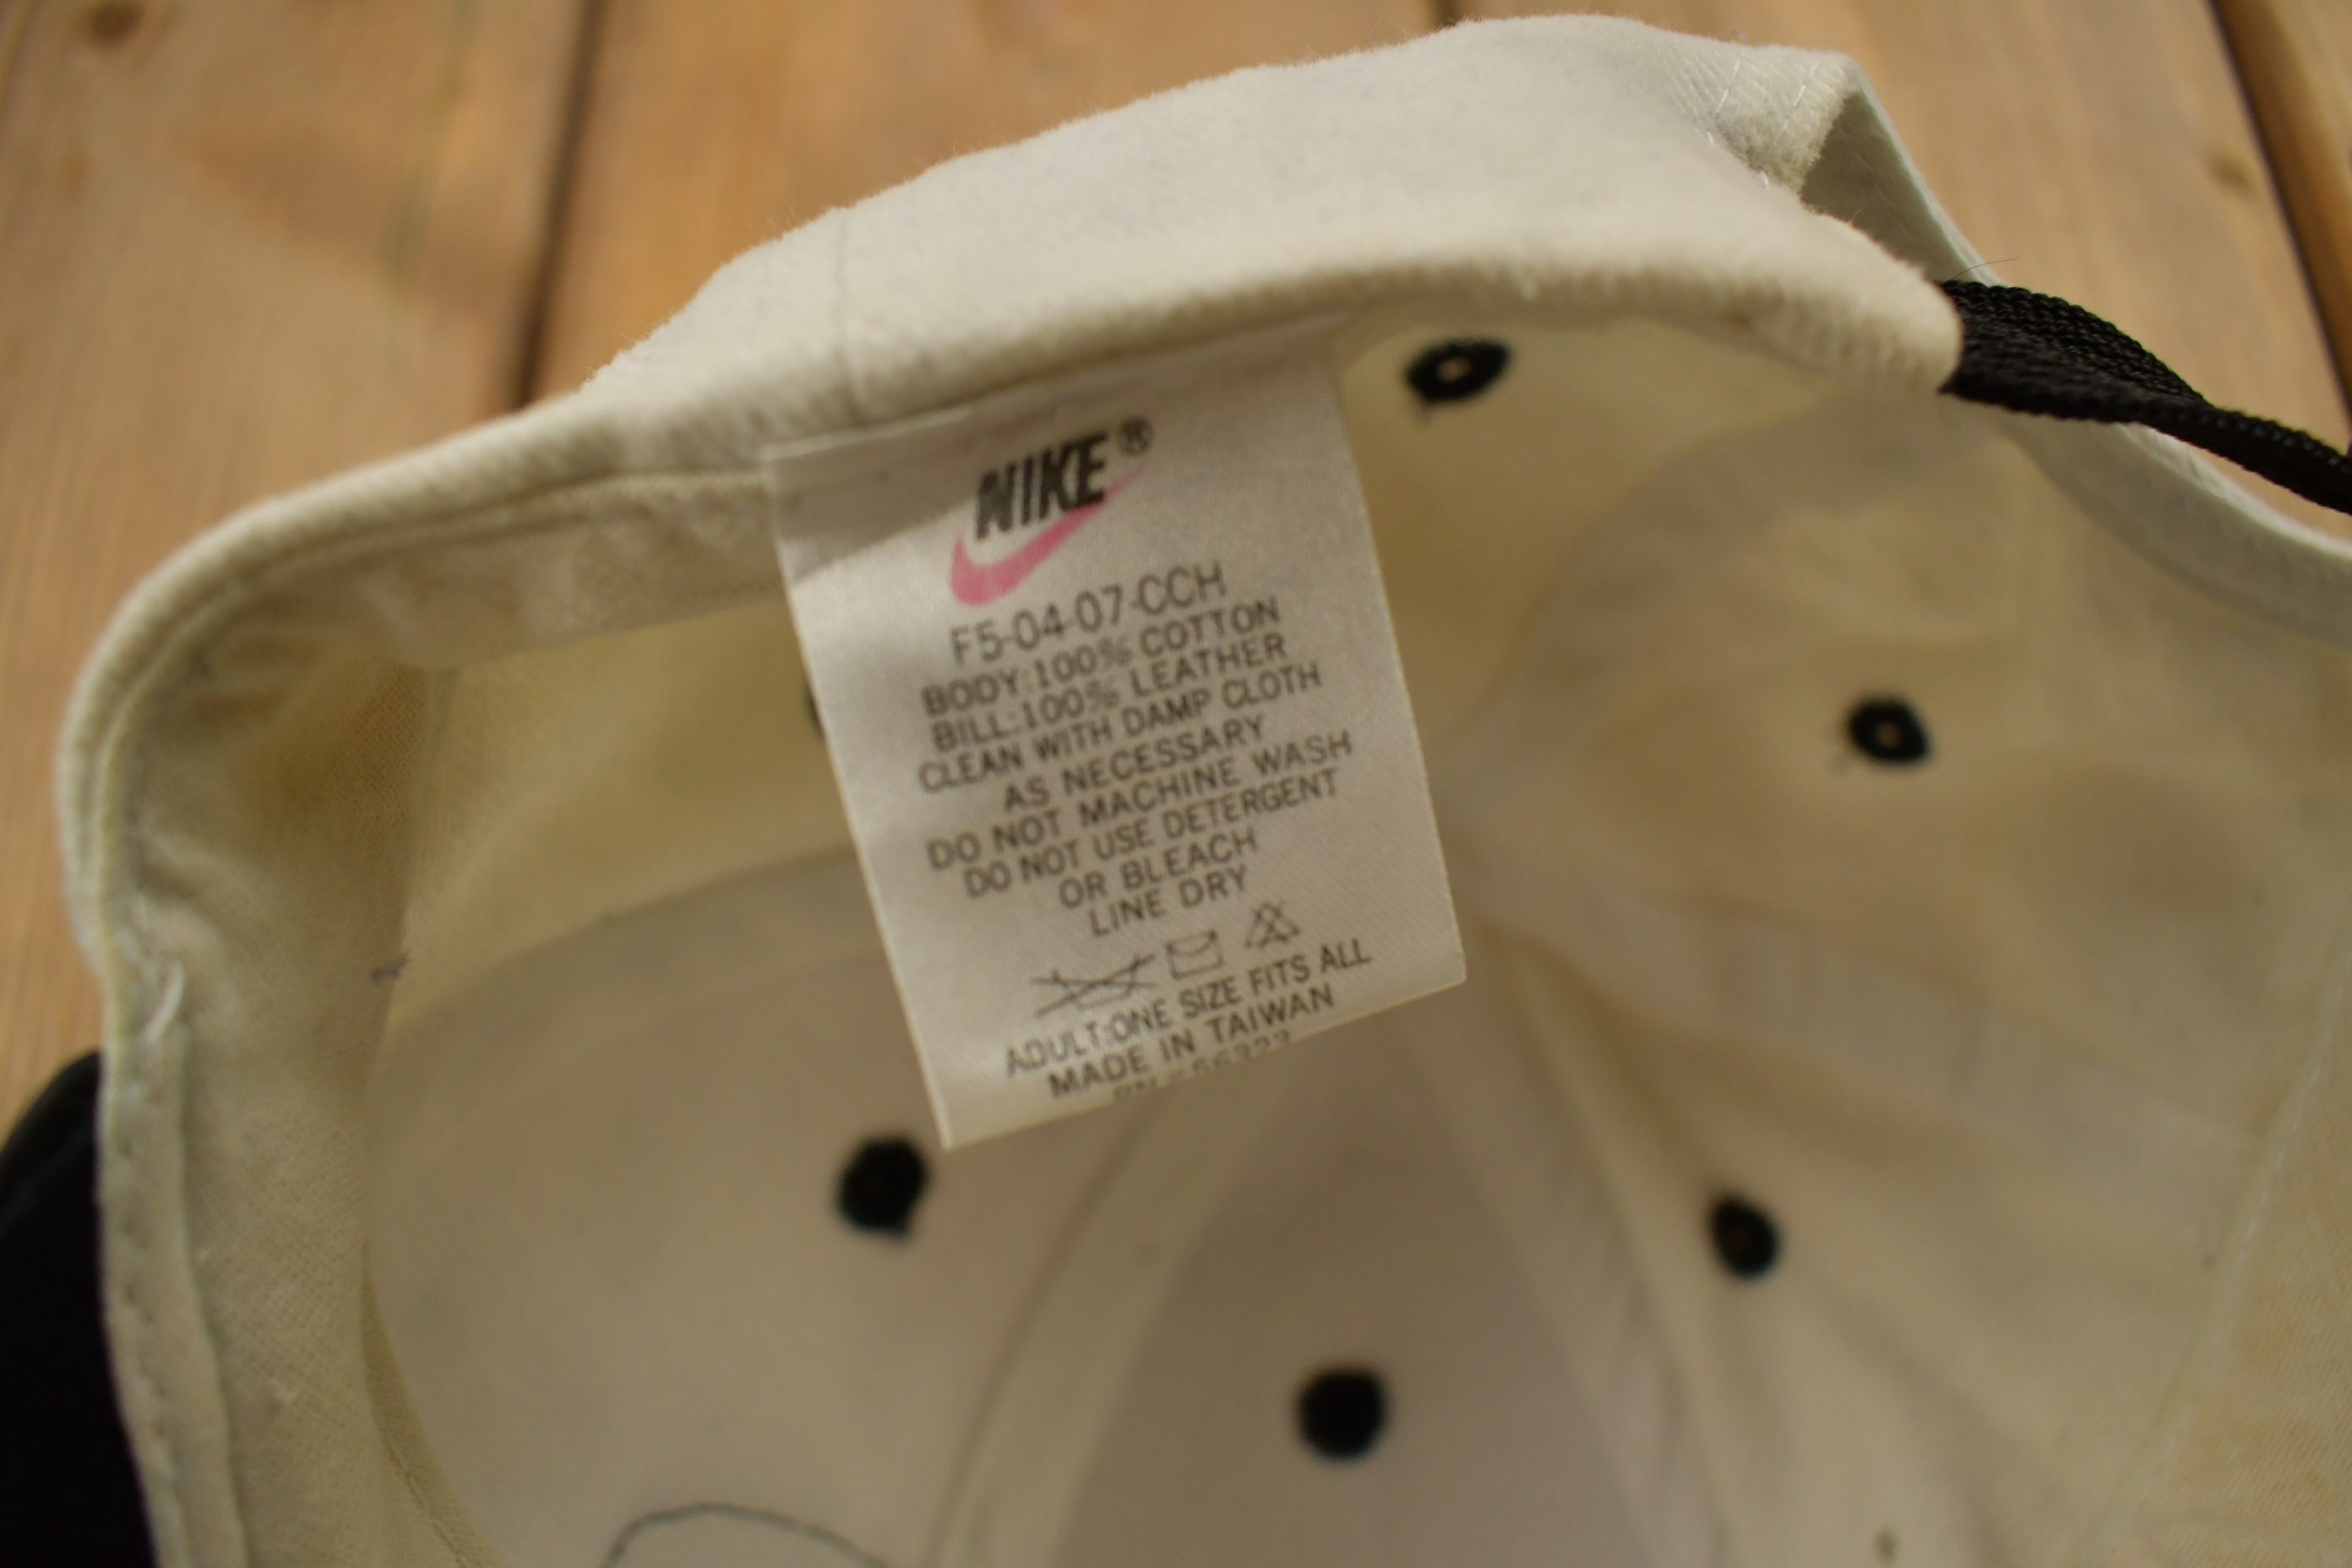 NIKE®
F5-04-07-CCH
BODY:100% COTTON
BILL:100% LEATHER
CLEAN WITH DAMP CLOTH
AS NECESSARY
DO NOT MACHINE WASH
DO NOT USE DETERGENT
OR BLEACH
LINE DRY
ADULT:ONE SIZE FITS ALL
MADE IN TAIWAN